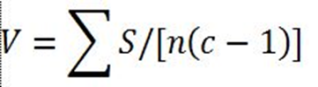 V = ∑ S/[n(c − 1)]